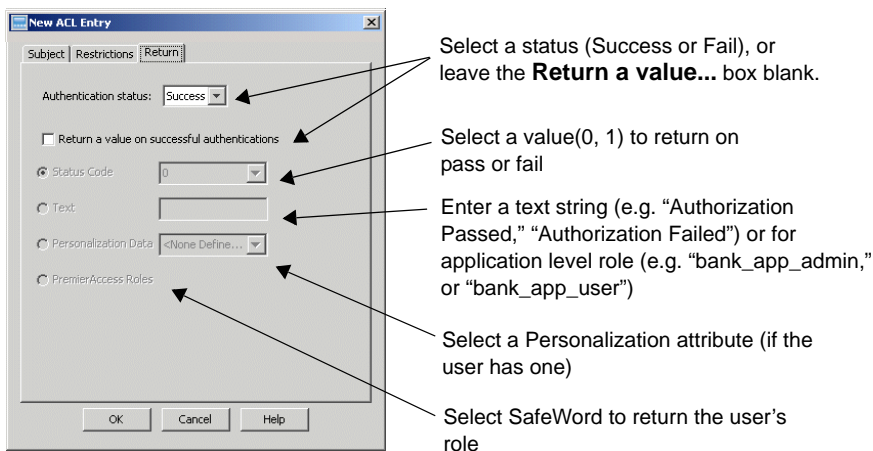 New ACL Entry
Subject Restrictions Return
Authentication status: Success
Return a value on successful authentications
Status Code 0
Text
Personalization Data <None Define...
PremierAccess Roles
OK Cancel Help
Select a status (Success or Fail), or
leave the Return a value... box blank.
Select a value(0, 1) to return on
pass or fail
Enter a text string (e.g. “Authorization
Passed,” “Authorization Failed”) or for
application level role (e.g. “bank_app_admin,”
or “bank_app_user”)
Select a Personalization attribute (if the
user has one)
Select SafeWord to return the user’s
role